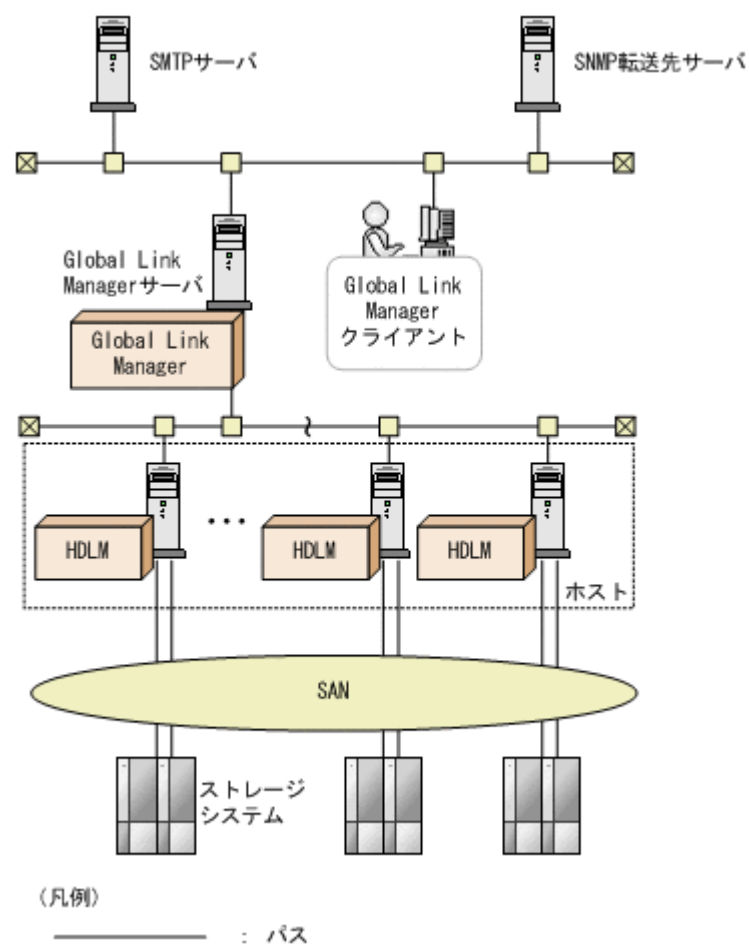 SMTPサーバ
SNMP転送先サーバ
Global Link
Managerサーバ
Global Link
Manager
Global Link
Manager
クライアント
...
HDLM
HDLM
HDLM
ホスト
SAN
ストレージ
システム
(凡例)
: パス